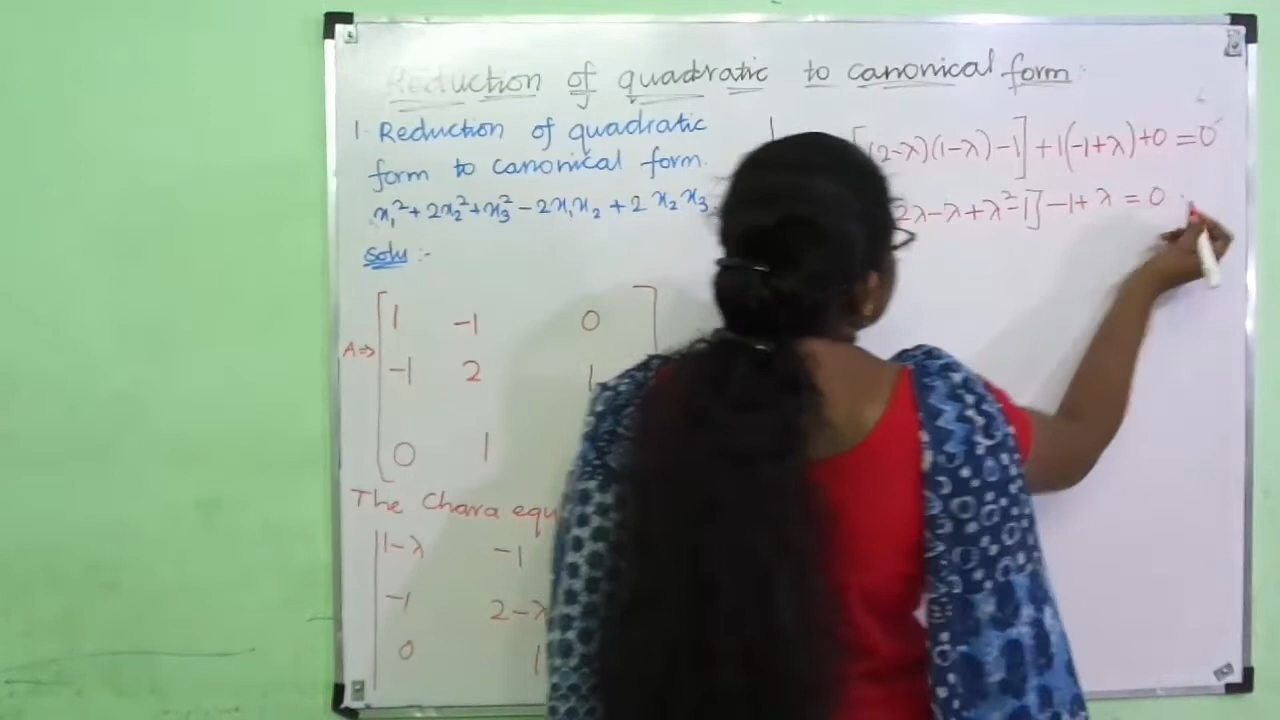 Reduction of quadratic to canonical form:
1. Reduction of quadratic
form to canonical form.
x₁² + 2x₂² + x₃² - 2x₁x₂ + 2x₂x₃
Solu :-
A ⇒
1 -1 0
-1 2 1
0 1
The Chara equ
1-λ -1
-1 2-λ
0 1
[(2-λ)(1-λ) -1] + 1(-1+λ) + 0 = 0
2λ - λ + λ² - 1] - 1 + λ = 0